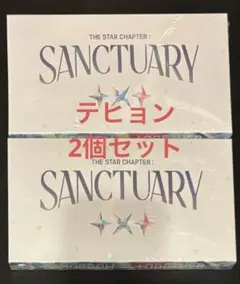 THE STAR CHAPTER :
SANCTUARY
テヒョン
2個セット
THE STAR CHAPTER :
SANCTUARY